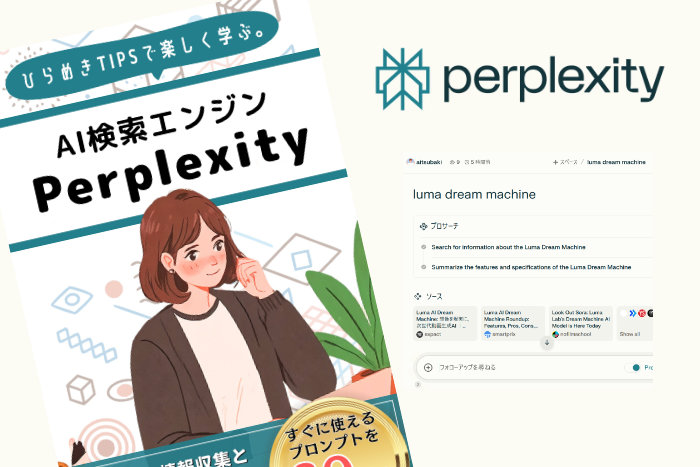 ひらめきTIPSで楽しく学ぶ。
AI検索エンジン
Perplexity
情報収集と
すぐに使える
プロンプトを
perplexity
aitsubaki
9
5 時間前
スペース / luma dream machine
luma dream machine
プロサーチ
Search for information about the Luma Dream Machine
Summarize the features and specifications of the Luma Dream Machine
ソース
Luma AI Dream
Machine: 想像を現実に、
次世代動画生成AI ...
expact
Luma AI Dream
Machine Roundup:
Features, Pros, Cons...
smartprix
Look Out Sora: Luma
Lab's Dream Machine AI
Model is Here Today
nofilmschool
Show all
フォローアップを尋ねる
Pro